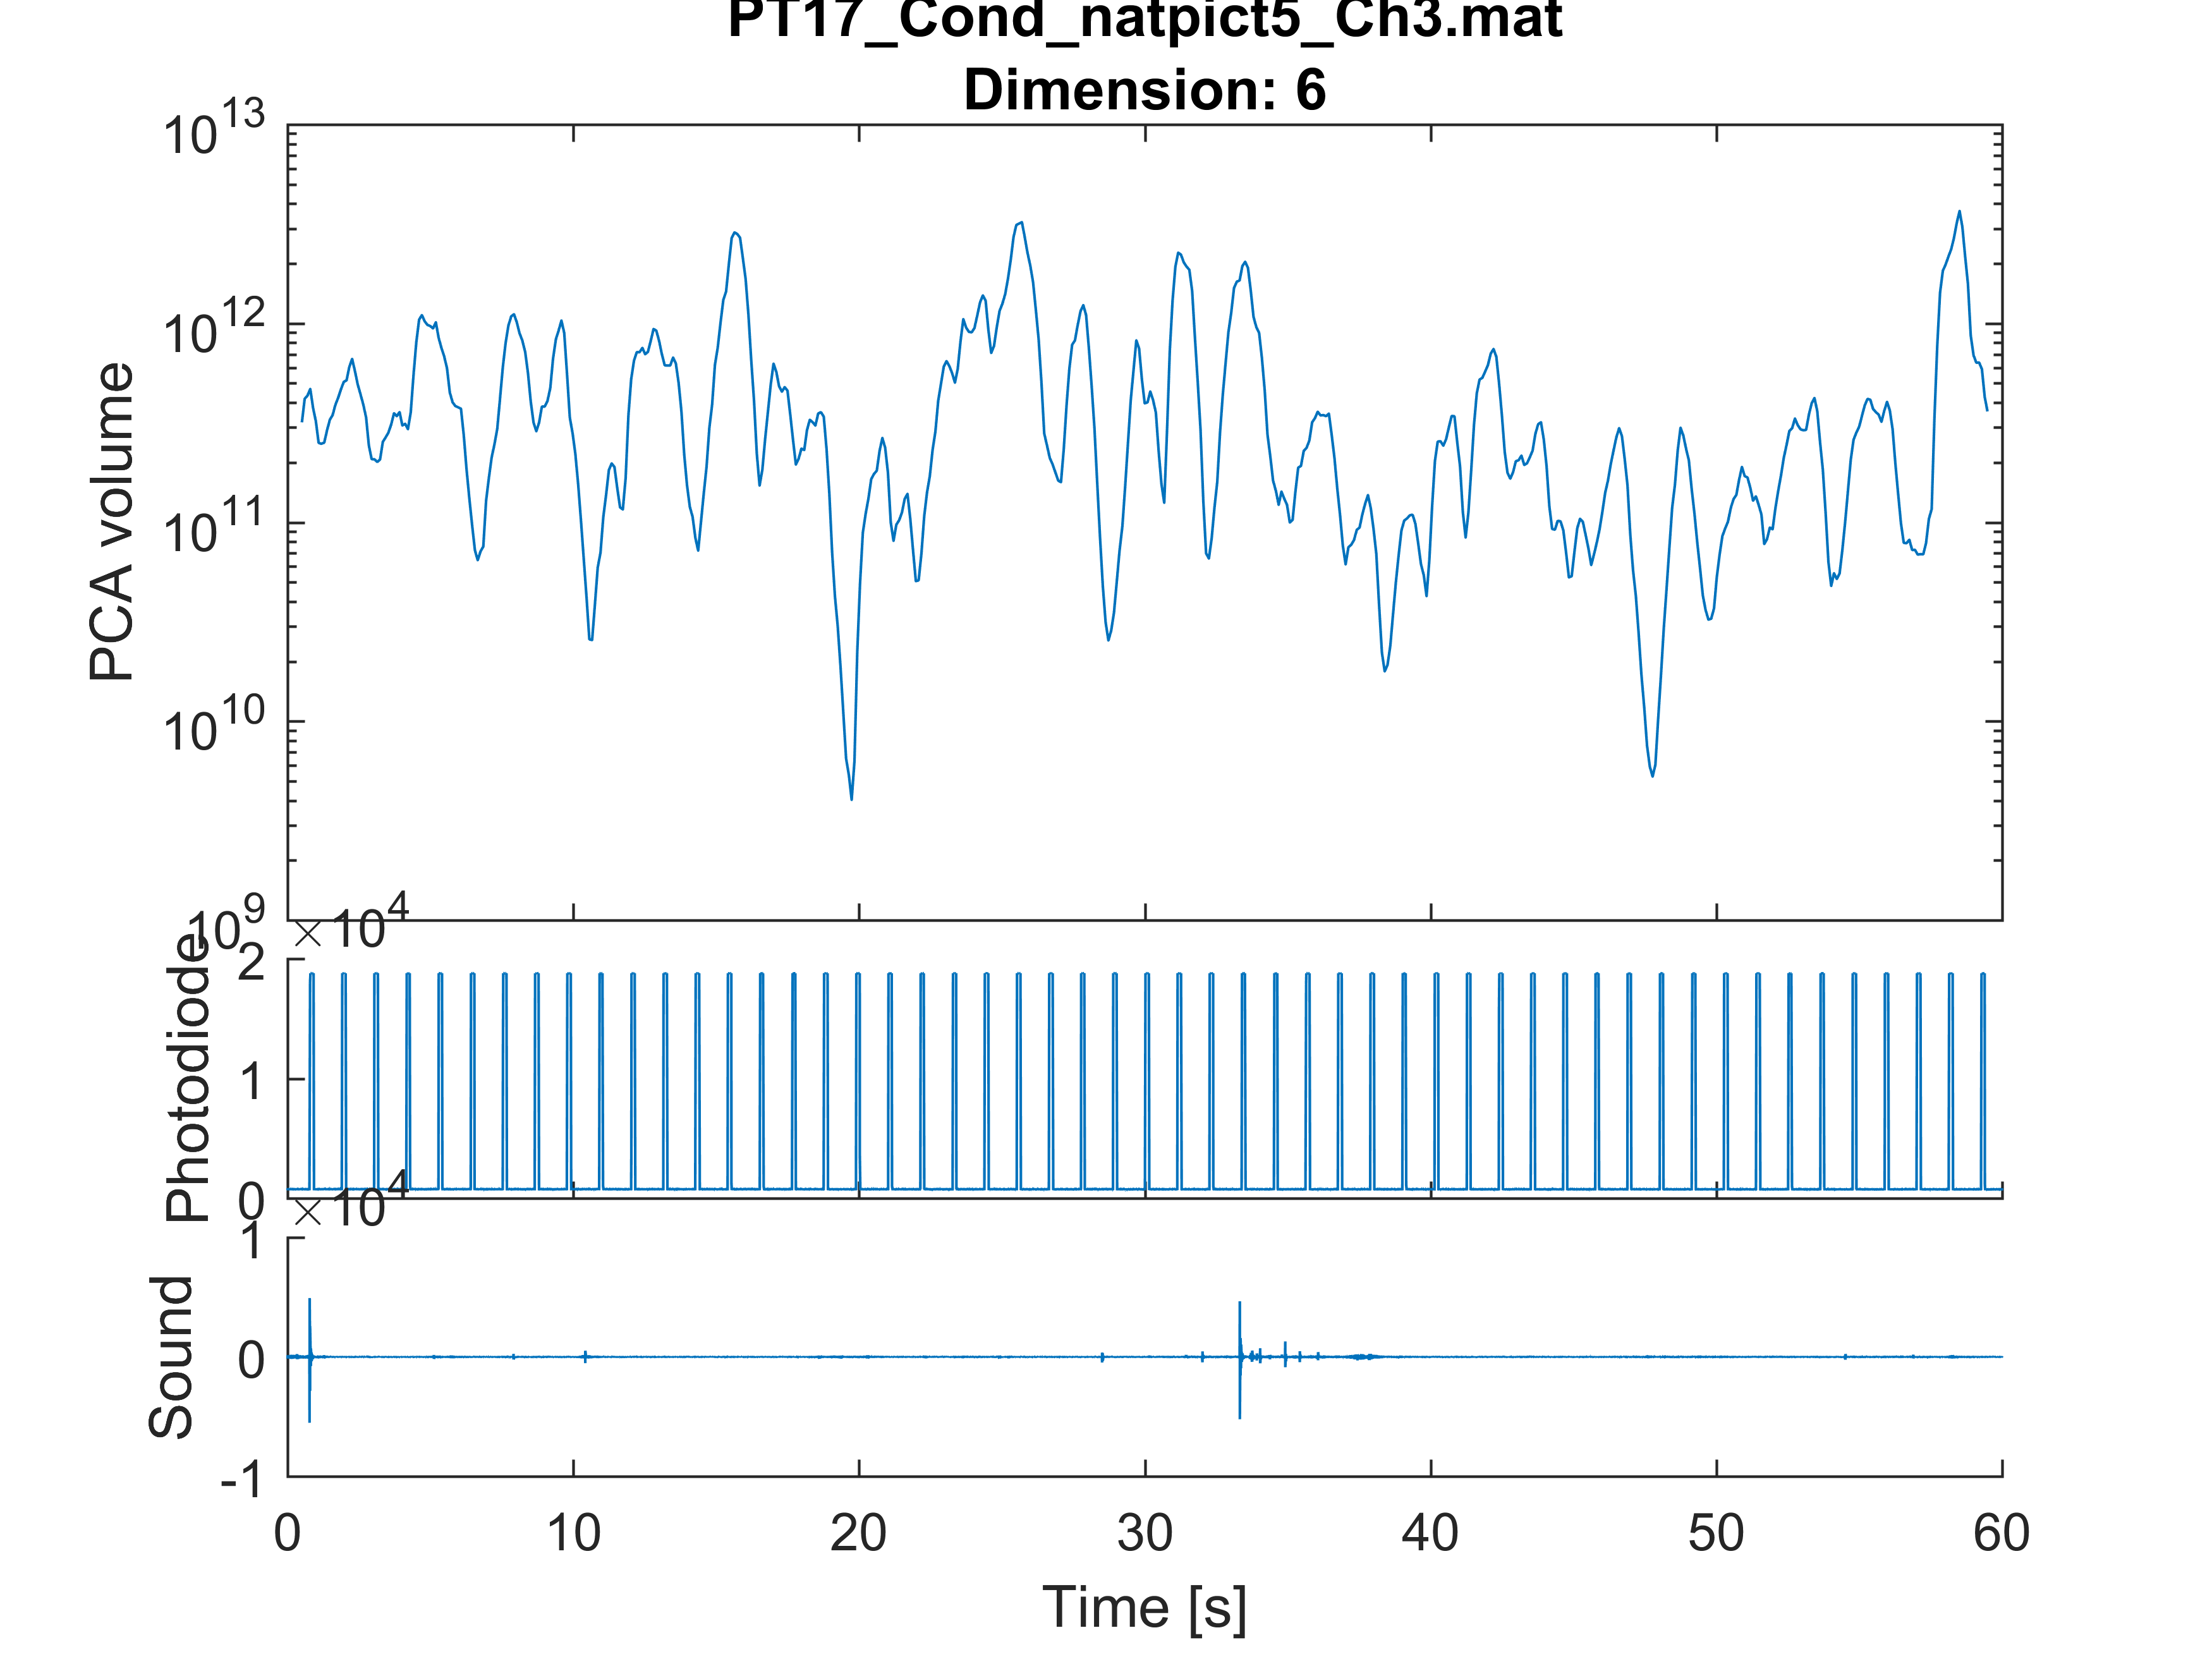 PT17_Cond_natpict5_Ch3.mat
Dimension: 6
10^13
10^12
10^11
10^10
10^9
PCA volume
× 10^4
2
1
0
Photodiode
× 10^4
1
0
-1
Sound
0 10 20 30 40 50 60
Time [s]